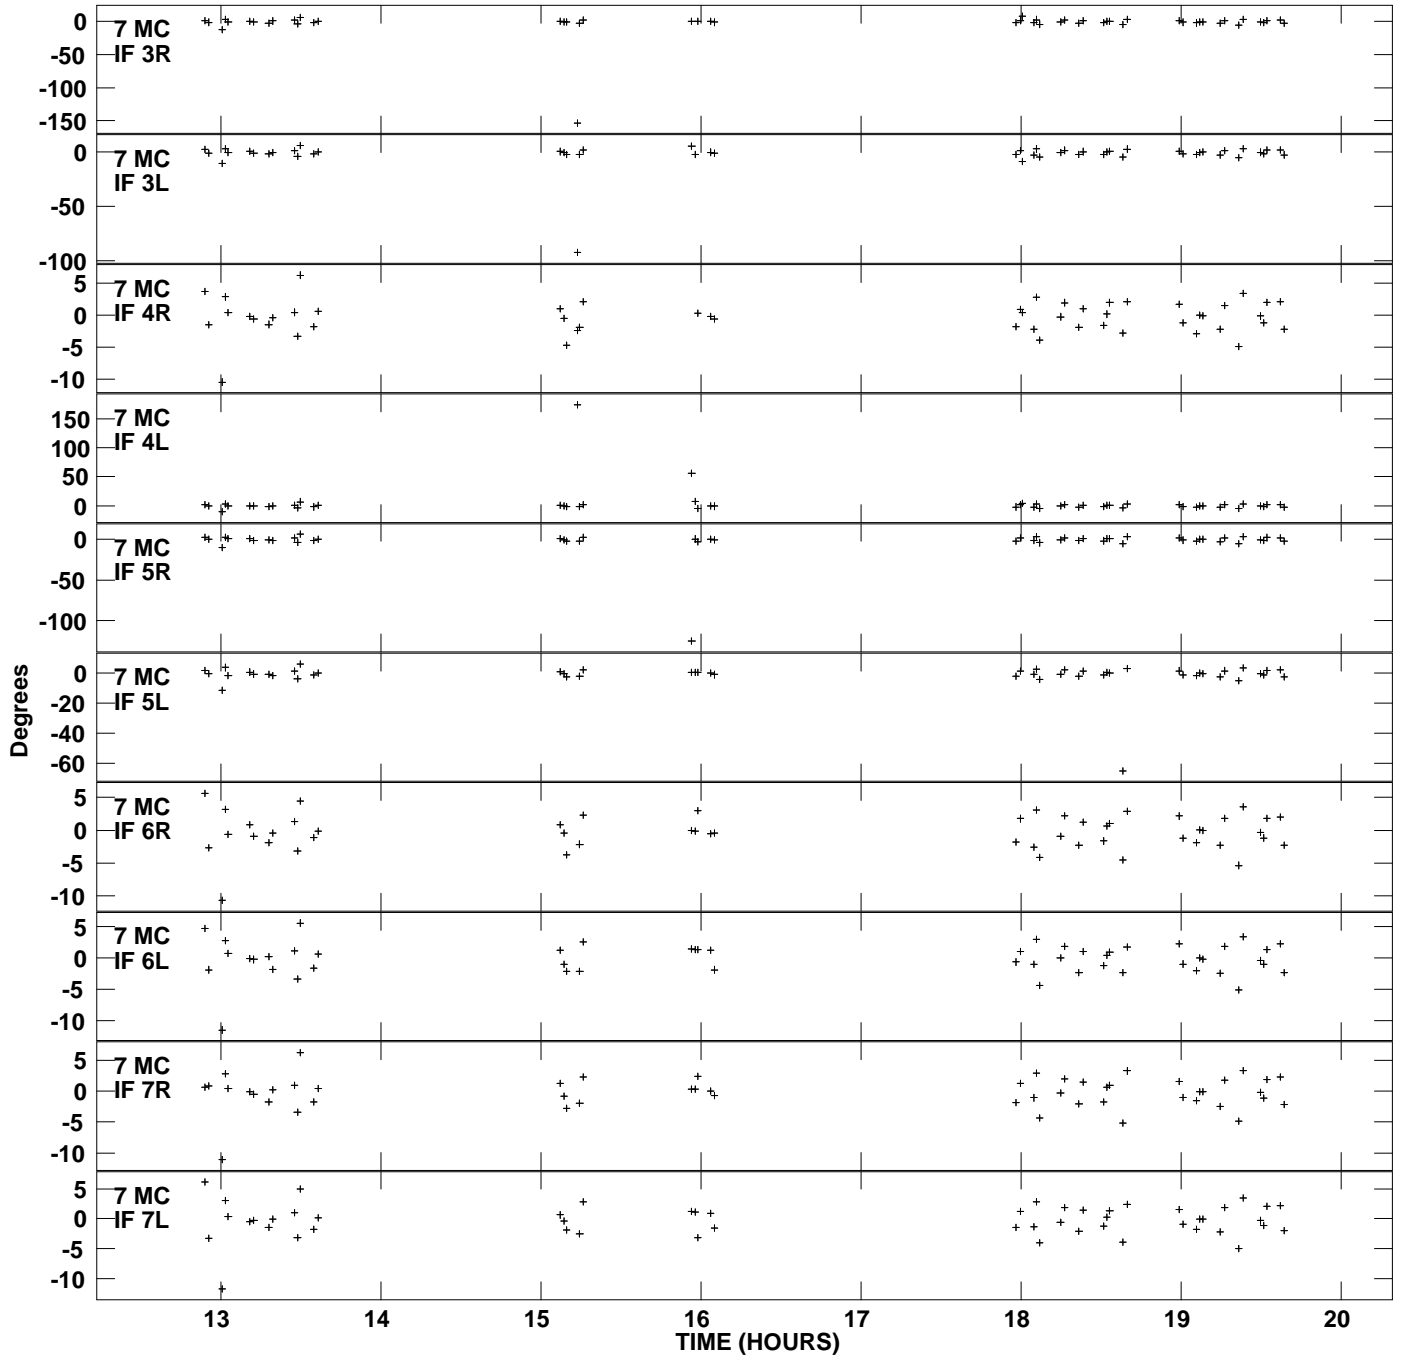 0
-50
-100
-150
7 MC
IF 3R
0
-50
-100
7 MC
IF 3L
5
0
-5
-10
7 MC
IF 4R
150
100
50
0
7 MC
IF 4L
0
-50
-100
7 MC
IF 5R
0
-20
-40
-60
7 MC
IF 5L
Degrees
5
0
-5
-10
7 MC
IF 6R
5
0
-5
-10
7 MC
IF 6L
5
0
-5
-10
7 MC
IF 7R
5
0
-5
-10
7 MC
IF 7L
13 14 15 16 17 18 19 20
TIME (HOURS)